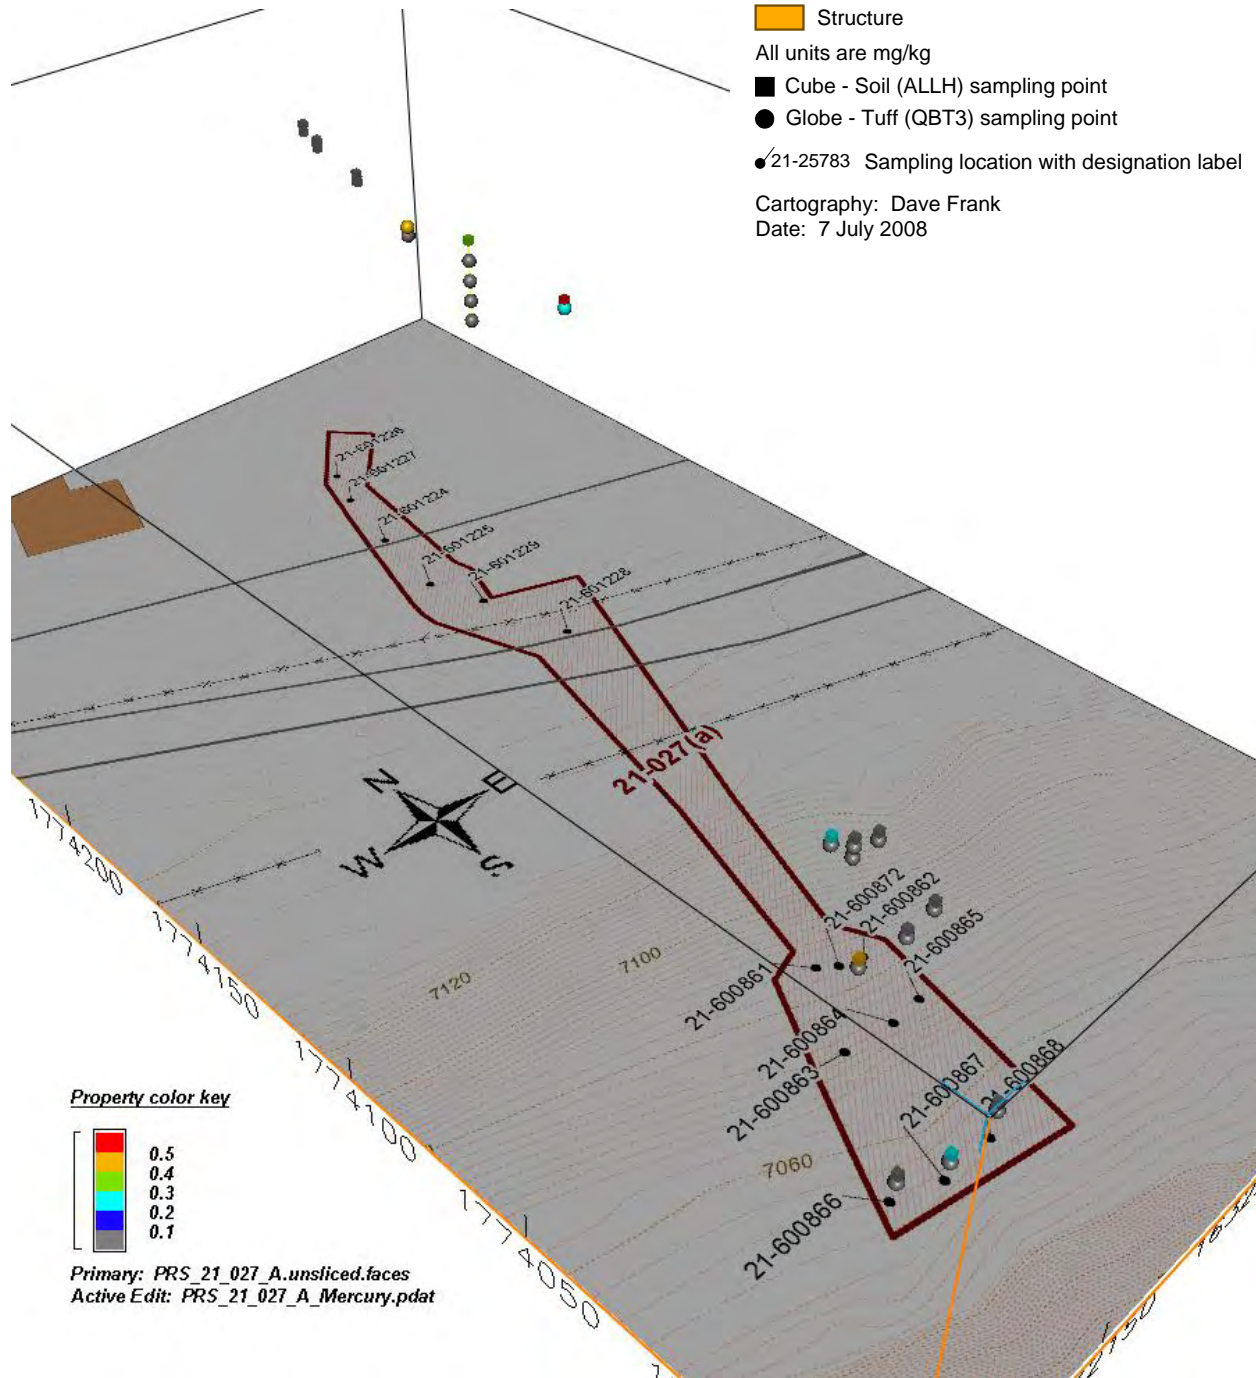 Structure
All units are mg/kg
Cube - Soil (ALLH) sampling point
Globe - Tuff (QBT3) sampling point
21-25783 Sampling location with designation label
Cartography: Dave Frank
Date: 7 July 2008
21-601226
21-601227
21-601224
21-601225
21-601229
21-601228
21-027(a)
N
E
W
S
1774200
1774150
1774100
1774050
7120
7100
7060
21-600872
21-600862
21-600865
21-600861
21-600864
21-600863
21-600867
21-600868
21-600866
Property color key
0.5
0.4
0.3
0.2
0.1
Primary: PRS_21_027_A.unsliced.faces
Active Edit: PRS_21_027_A_Mercury.pdat